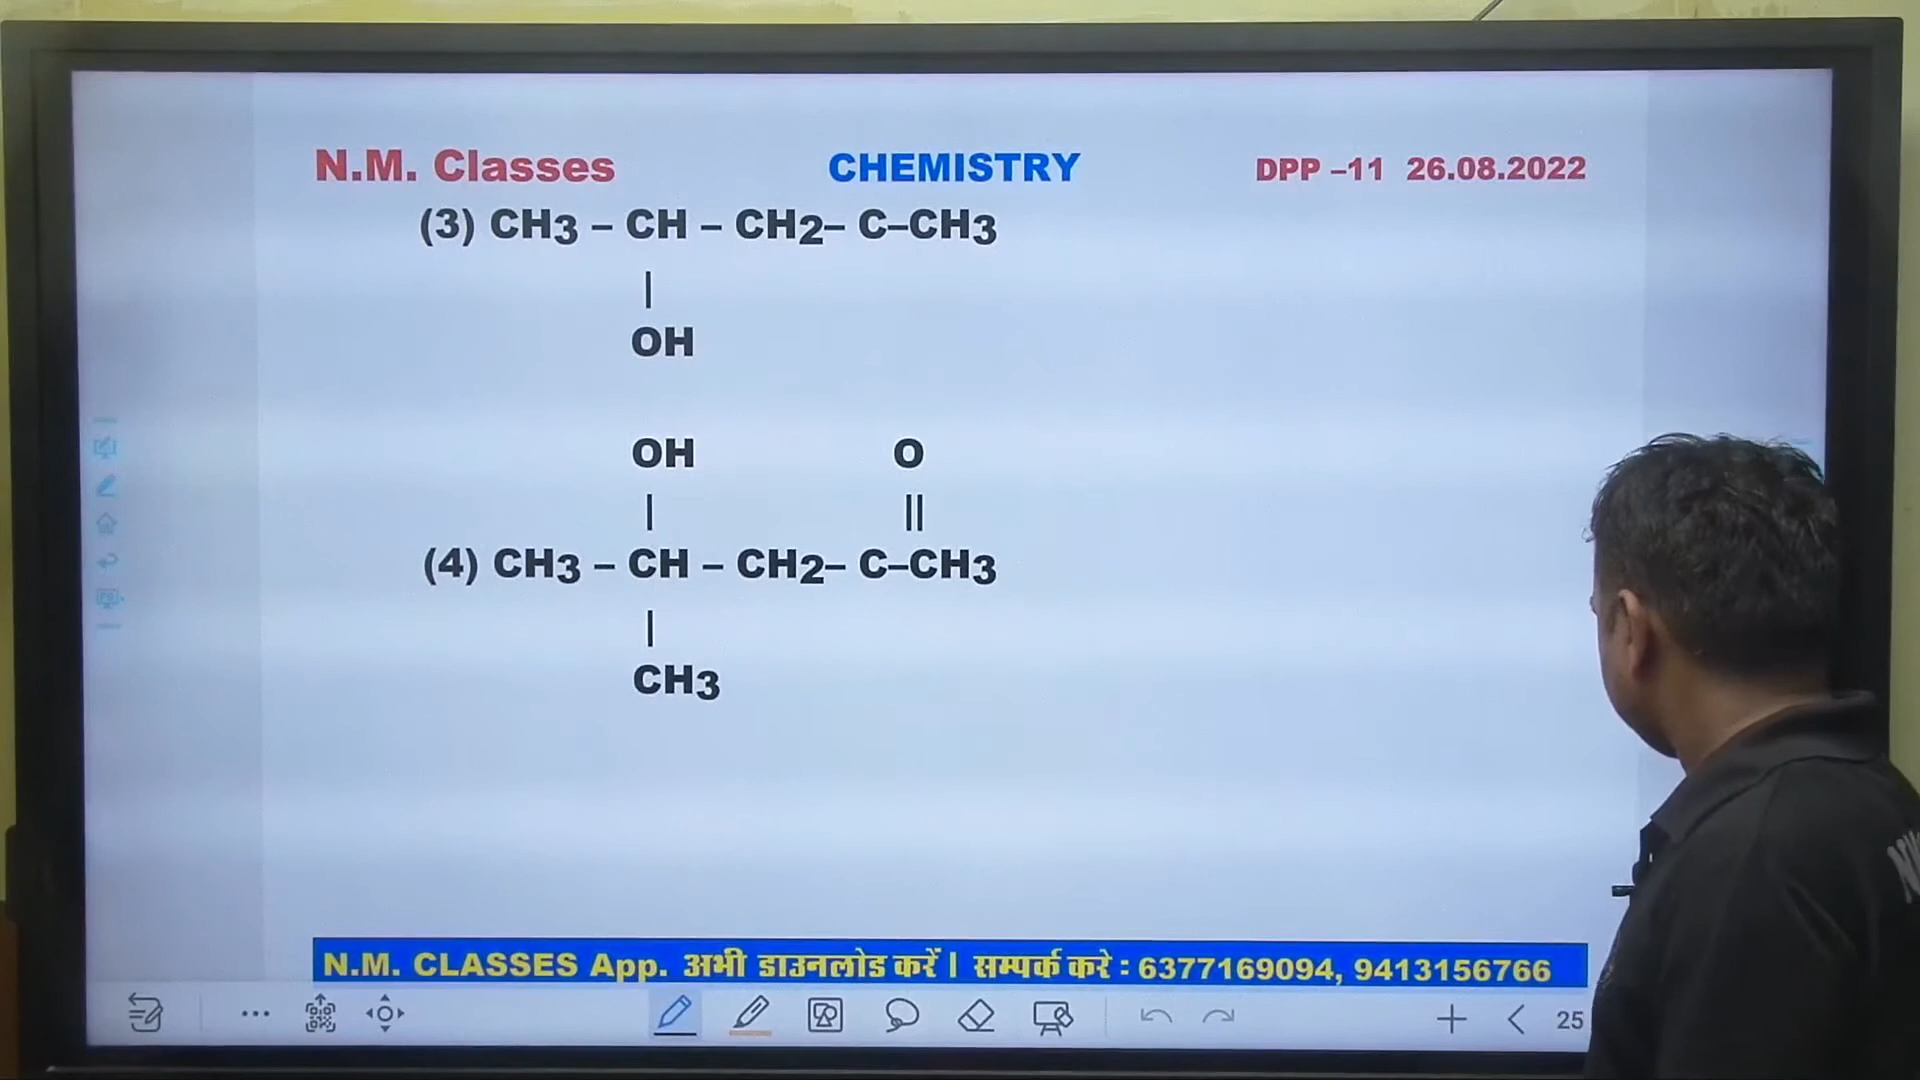 N.M. Classes CHEMISTRY DPP –11 26.08.2022
(3) CH3 – CH – CH2– C–CH3
|
OH
OH O
| ||
(4) CH3 – CH – CH2– C–CH3
|
CH3
N.M. CLASSES App. अभी डाउनलोड करें। सम्पर्क करे : 6377169094, 9413156766
25